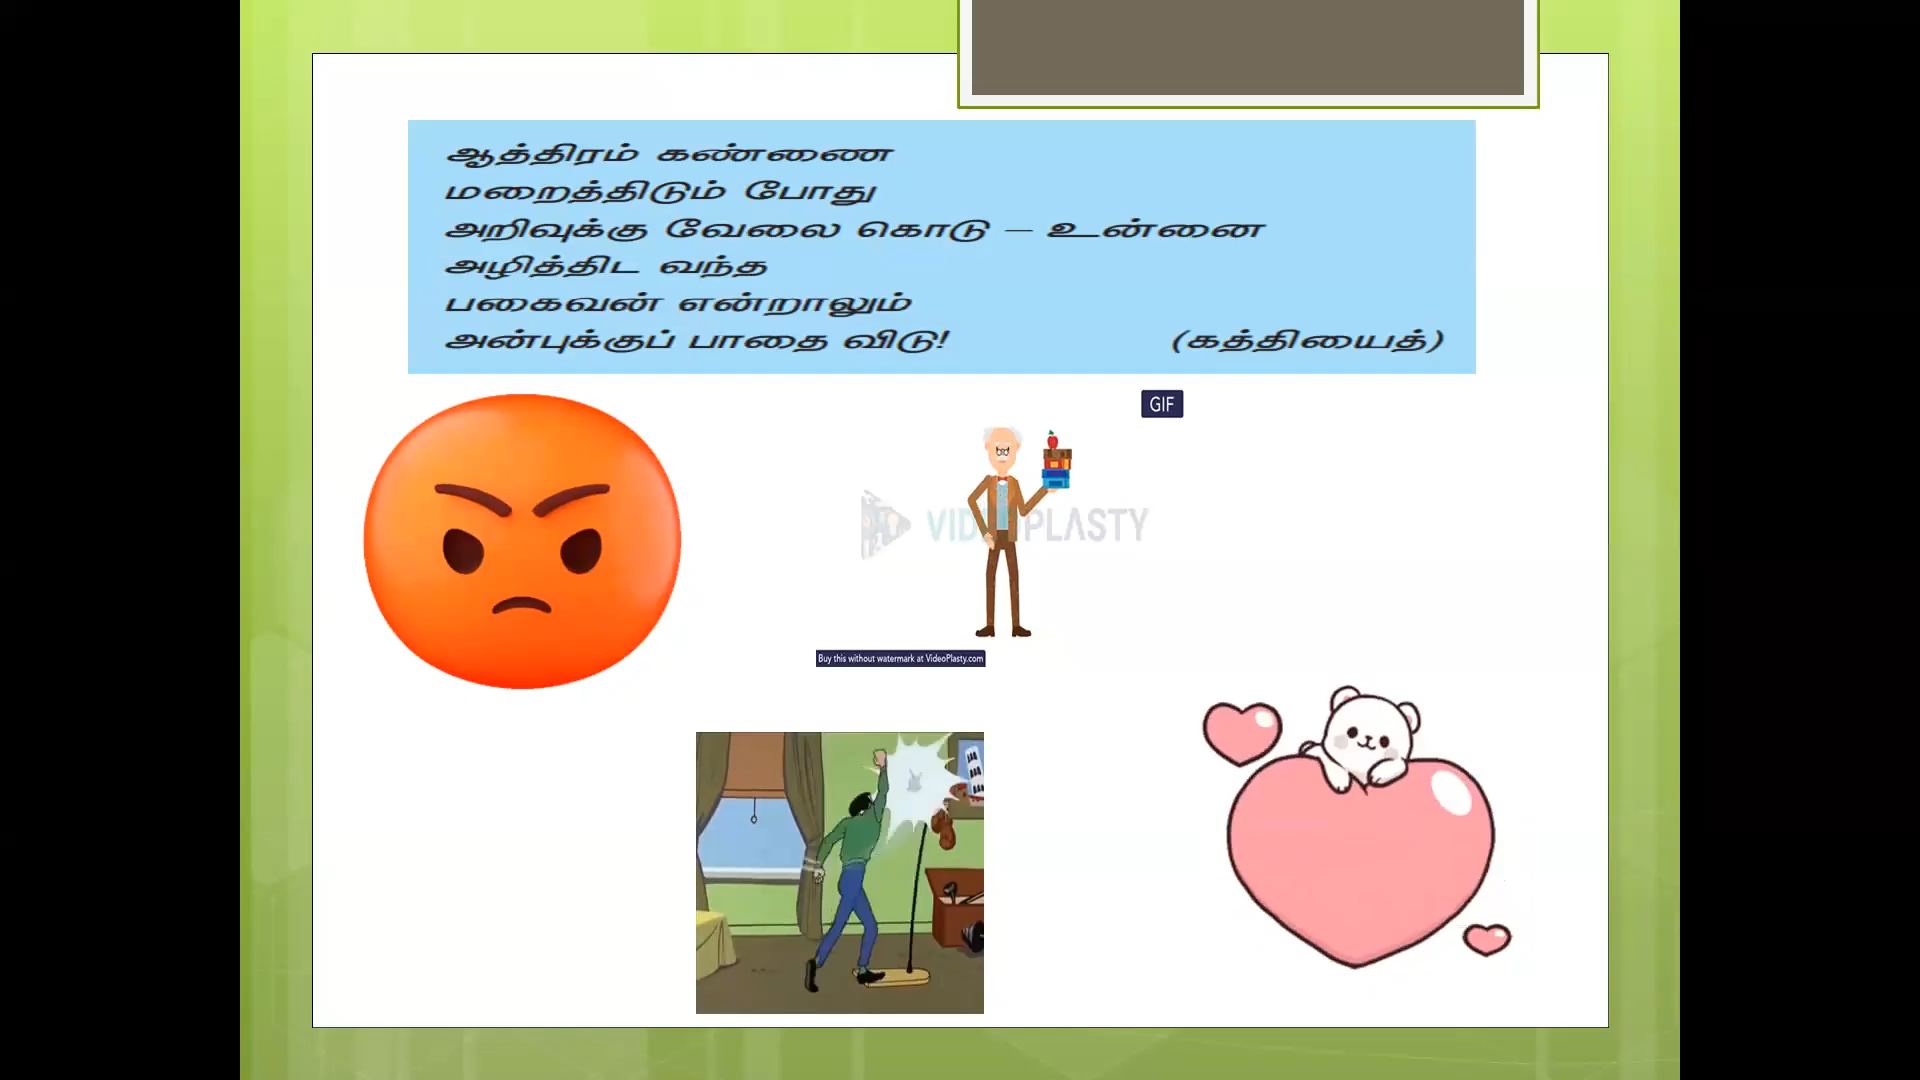 ஆத்திரம் கண்ணை
மறைத்திடும் போது
அறிவுக்கு வேலை கொடு – உன்னை
அழித்திட வந்த
பகைவன் என்றாலும்
அன்புக்குப் பாதை விடு! (கத்தியைத்)
GIF
VIDEOPLASTY
Buy this without watermark at VideoPlasty.com